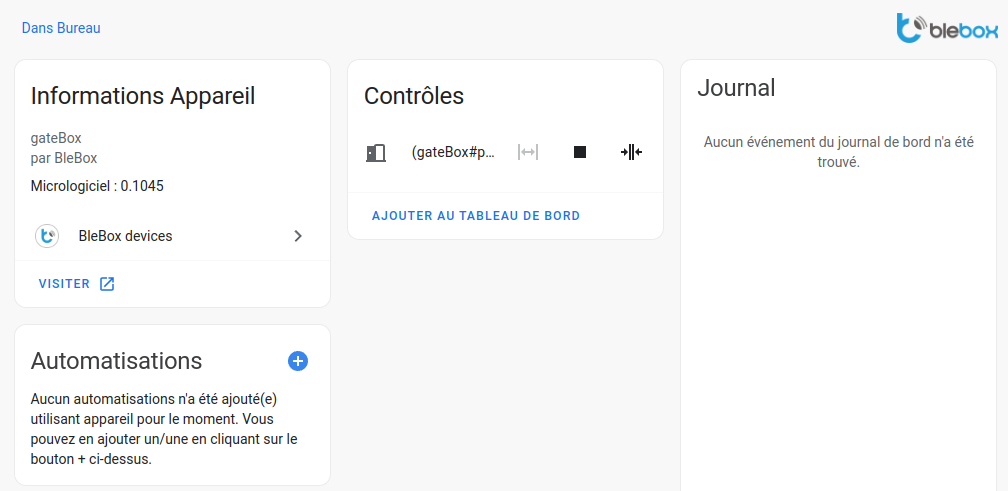 Dans Bureau
blebox
Informations Appareil
gateBox
par BleBox
Micrologiciel : 0.1045
BleBox devices
VISITER
Automatisations
Aucun automatisations n'a été ajouté(e)
utilisant appareil pour le moment. Vous
pouvez en ajouter un/une en cliquant sur le
bouton + ci-dessus.
Contrôles
(gateBox#p...
AJOUTER AU TABLEAU DE BORD
Journal
Aucun événement du journal de bord n'a été
trouvé.